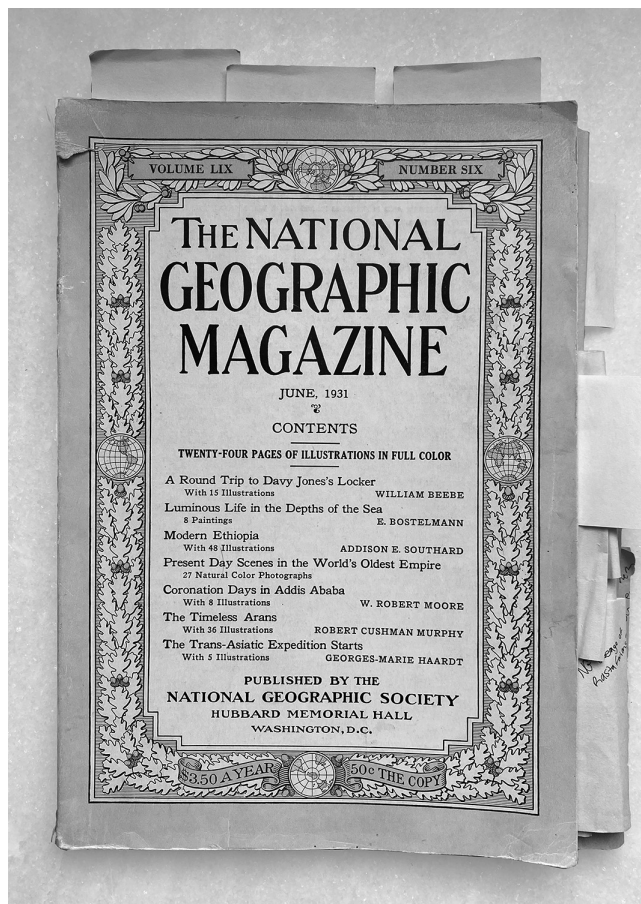 VOLUME LIX
NUMBER SIX
THE NATIONAL
GEOGRAPHIC
MAGAZINE
JUNE, 1931
CONTENTS
TWENTY-FOUR PAGES OF ILLUSTRATIONS IN FULL COLOR
A Round Trip to Davy Jones's Locker
With 15 Illustrations WILLIAM BEEBE
Luminous Life in the Depths of the Sea
8 Paintings E. BOSTELMANN
Modern Ethiopia
With 48 Illustrations ADDISON E. SOUTHARD
Present Day Scenes in the World's Oldest Empire
27 Natural Color Photographs
Coronation Days in Addis Ababa
With 8 Illustrations W. ROBERT MOORE
The Timeless Arans
With 36 Illustrations ROBERT CUSHMAN MURPHY
The Trans-Asiatic Expedition Starts
With 5 Illustrations GEORGES-MARIE HAARDT
PUBLISHED BY THE
NATIONAL GEOGRAPHIC SOCIETY
HUBBARD MEMORIAL HALL
WASHINGTON, D.C.
$3.50 A YEAR
50c THE COPY